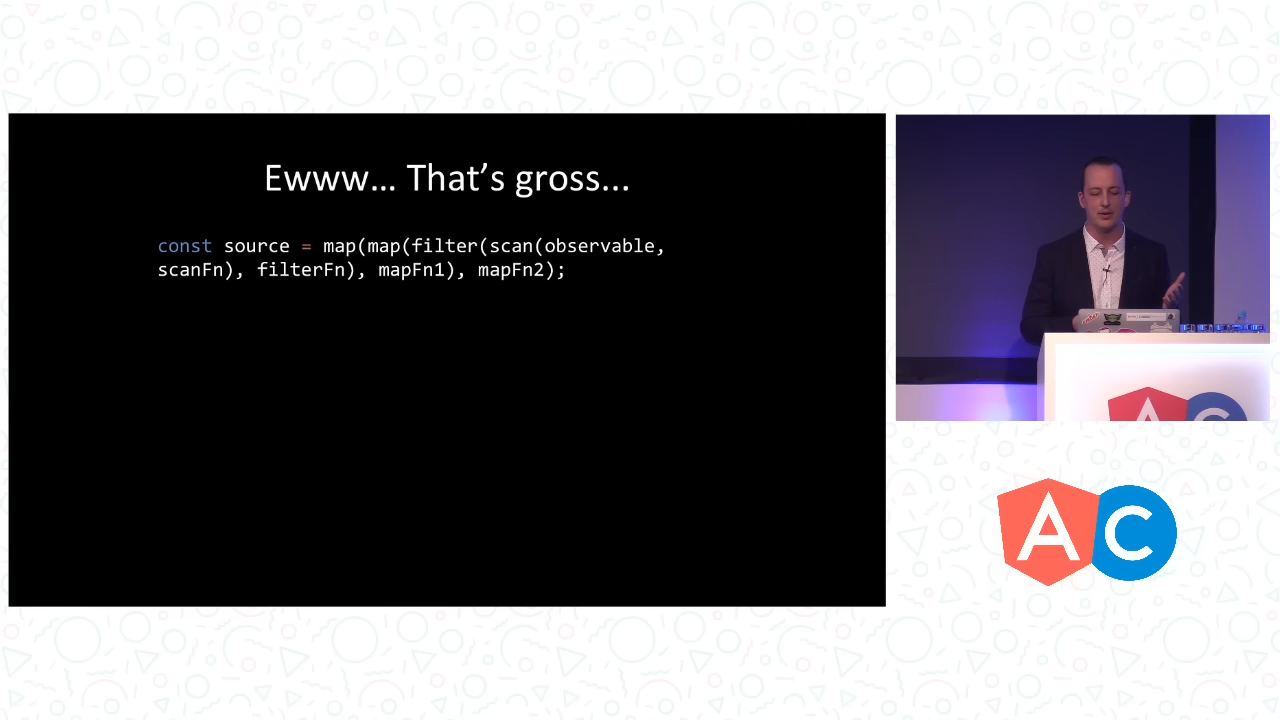 Ewww... That's gross...
const source = map(map(filter(scan(observable,
scanFn), filterFn), mapFn1), mapFn2);
AC